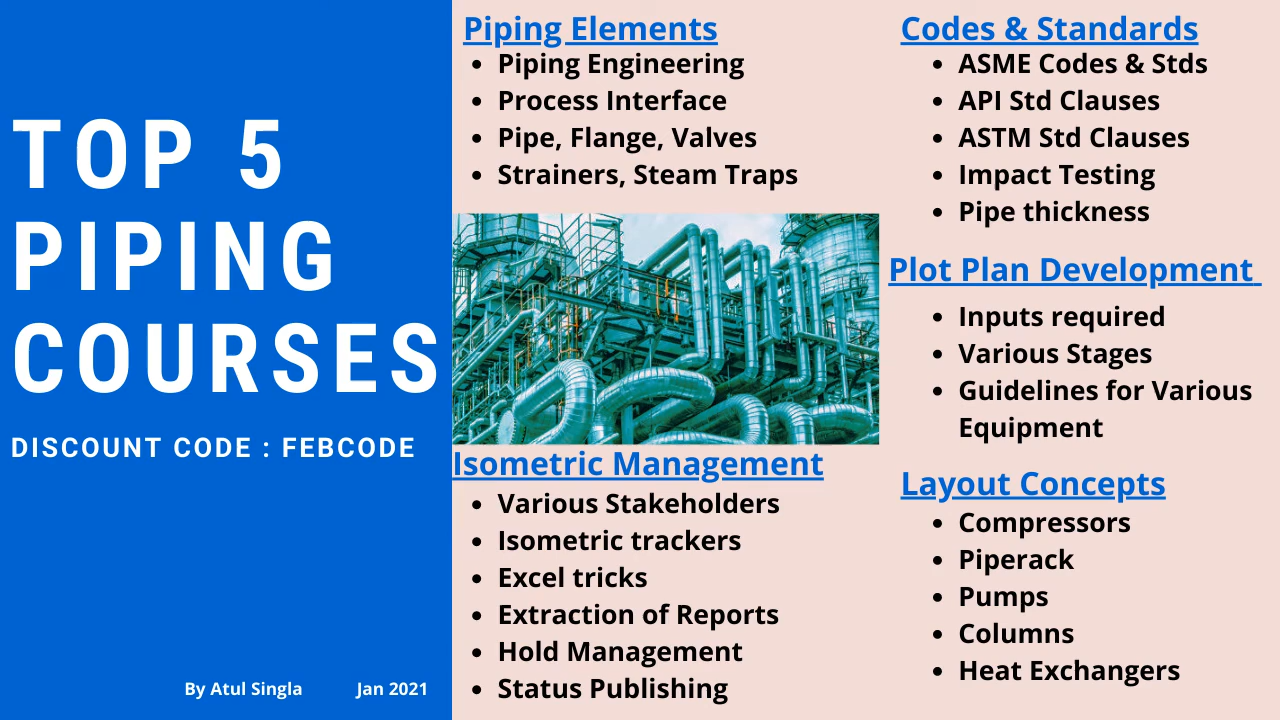 TOP 5
PIPING
COURSES
DISCOUNT CODE : FEBCODE
By Atul Singla
Jan 2021
Piping Elements
• Piping Engineering
• Process Interface
• Pipe, Flange, Valves
• Strainers, Steam Traps
Isometric Management
• Various Stakeholders
• Isometric trackers
• Excel tricks
• Extraction of Reports
• Hold Management
• Status Publishing
Codes & Standards
• ASME Codes & Stds
• API Std Clauses
• ASTM Std Clauses
• Impact Testing
• Pipe thickness
Plot Plan Development
• Inputs required
• Various Stages
• Guidelines for Various
Equipment
Layout Concepts
• Compressors
• Piperack
• Pumps
• Columns
• Heat Exchangers